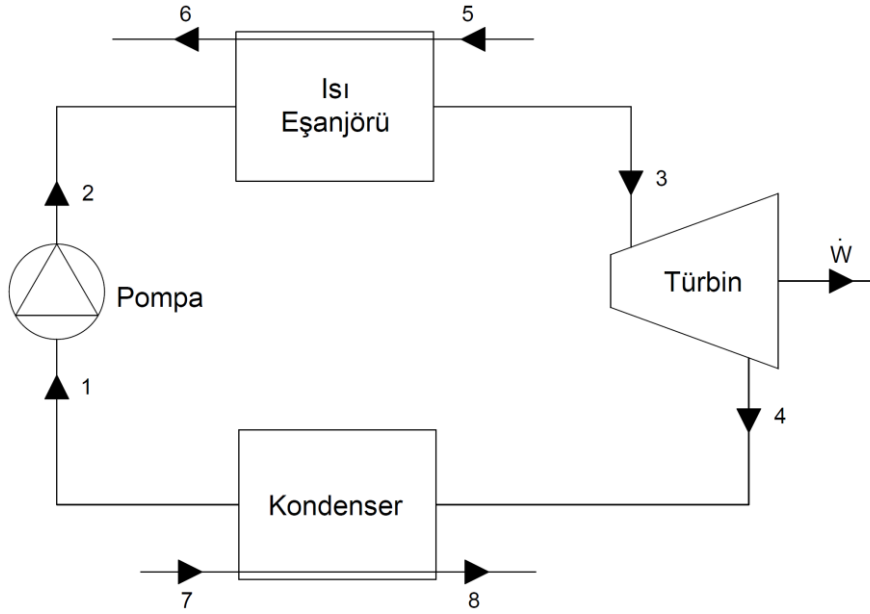 6
5
Isı
Eşanjörü
2
3
Ẇ
Türbin
Pompa
1
4
Kondenser
7
8